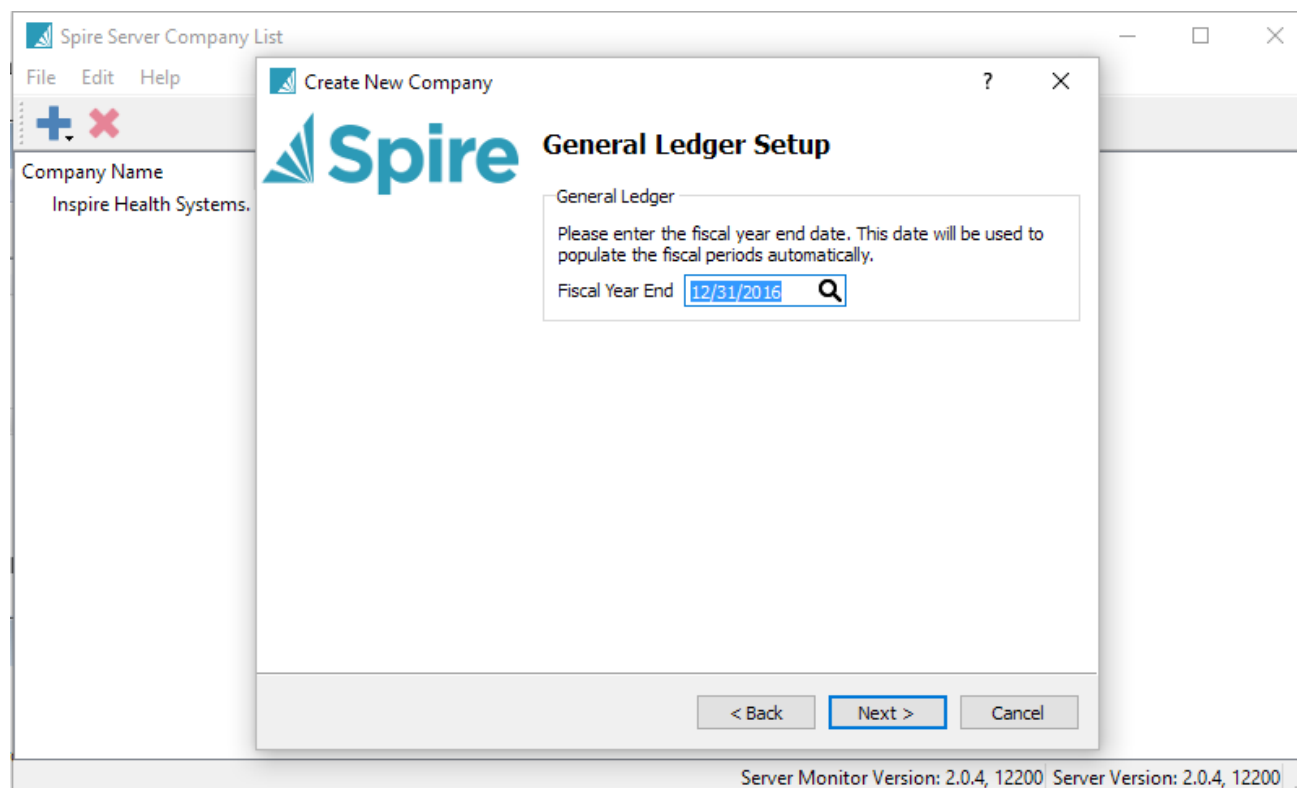 Spire Server Company List
File Edit Help
Company Name
Inspire Health Systems.
Create New Company
?
Spire
General Ledger Setup
General Ledger
Please enter the fiscal year end date. This date will be used to
populate the fiscal periods automatically.
Fiscal Year End 12/31/2016
< Back Next > Cancel
Server Monitor Version: 2.0.4, 12200 Server Version: 2.0.4, 12200